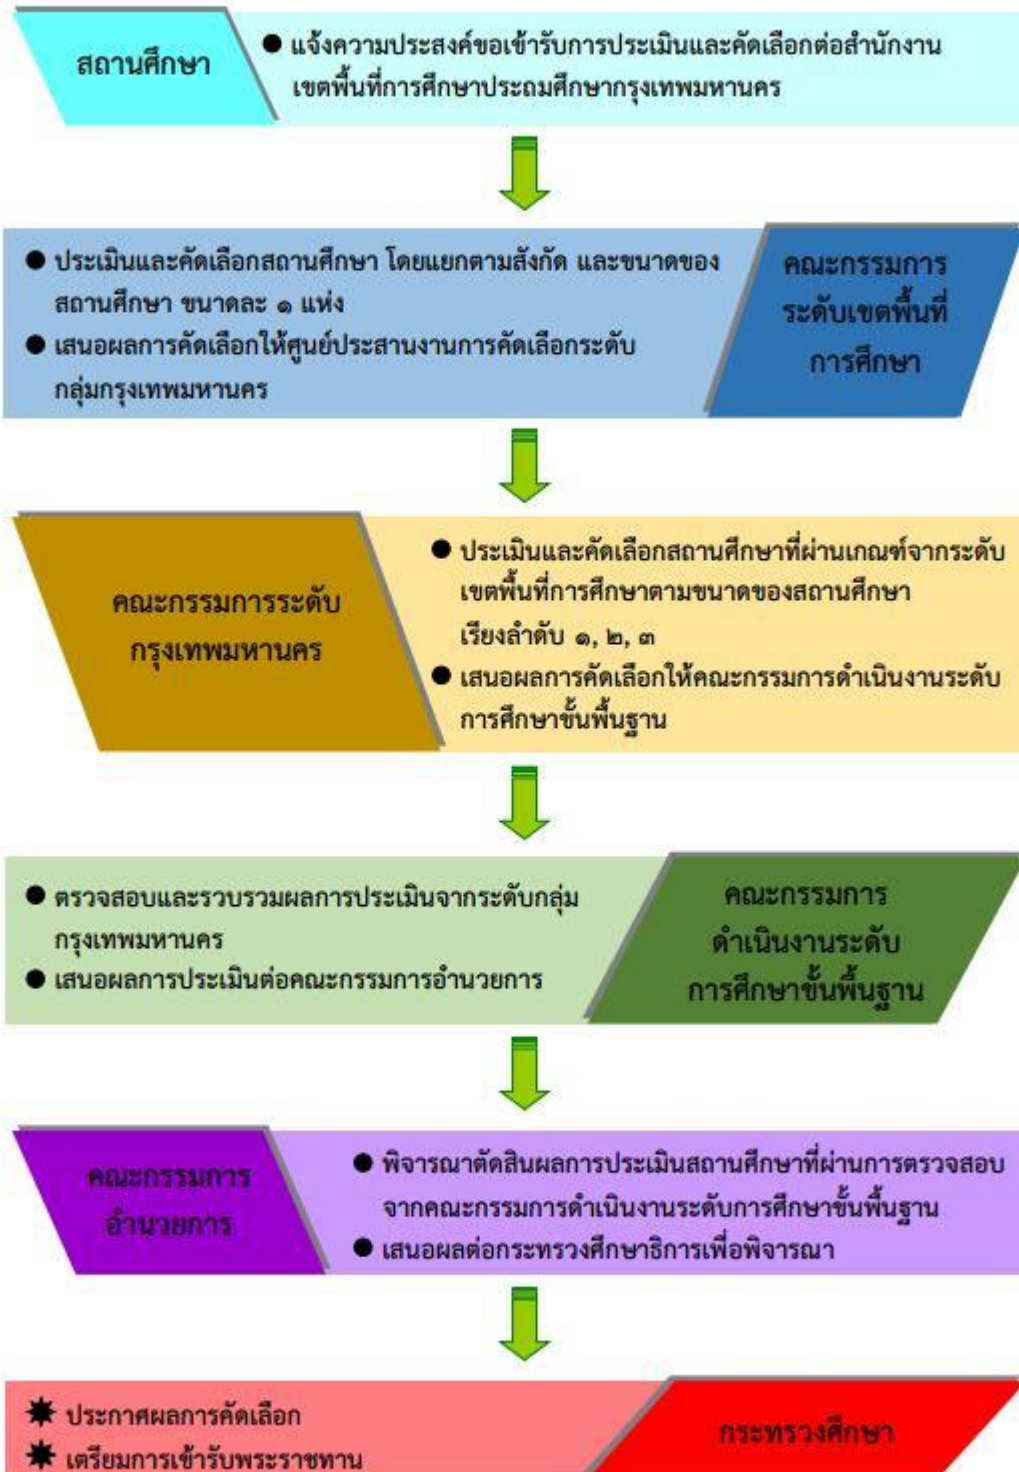 สถานศึกษา
● แจ้งความประสงค์ขอเข้ารับการประเมินและคัดเลือกต่อสำนักงาน
เขตพื้นที่การศึกษาประถมศึกษากรุงเทพมหานคร
● ประเมินและคัดเลือกสถานศึกษา โดยแยกตามสังกัด และขนาดของ
สถานศึกษา ขนาดละ ๑ แห่ง
● เสนอผลการคัดเลือกให้ศูนย์ประสานงานการคัดเลือกระดับ
กลุ่มกรุงเทพมหานคร
คณะกรรมการ
ระดับเขตพื้นที่
การศึกษา
คณะกรรมการระดับ
กรุงเทพมหานคร
● ประเมินและคัดเลือกสถานศึกษาที่ผ่านเกณฑ์จากระดับ
เขตพื้นที่การศึกษาตามขนาดของสถานศึกษา
เรียงลำดับ ๑, ๒, ๓
● เสนอผลการคัดเลือกให้คณะกรรมการดำเนินงานระดับ
การศึกษาขั้นพื้นฐาน
● ตรวจสอบและรวบรวมผลการประเมินจากระดับกลุ่ม
กรุงเทพมหานคร
● เสนอผลการประเมินต่อคณะกรรมการอำนวยการ
คณะกรรมการ
ดำเนินงานระดับ
การศึกษาขั้นพื้นฐาน
คณะกรรมการ
อำนวยการ
● พิจารณาตัดสินผลการประเมินสถานศึกษาที่ผ่านการตรวจสอบ
จากคณะกรรมการดำเนินงานระดับการศึกษาขั้นพื้นฐาน
● เสนอผลต่อกระทรวงศึกษาธิการเพื่อพิจารณา
ประกาศผลการคัดเลือก
เตรียมการเข้ารับพระราชทาน
กระทรวงศึกษา